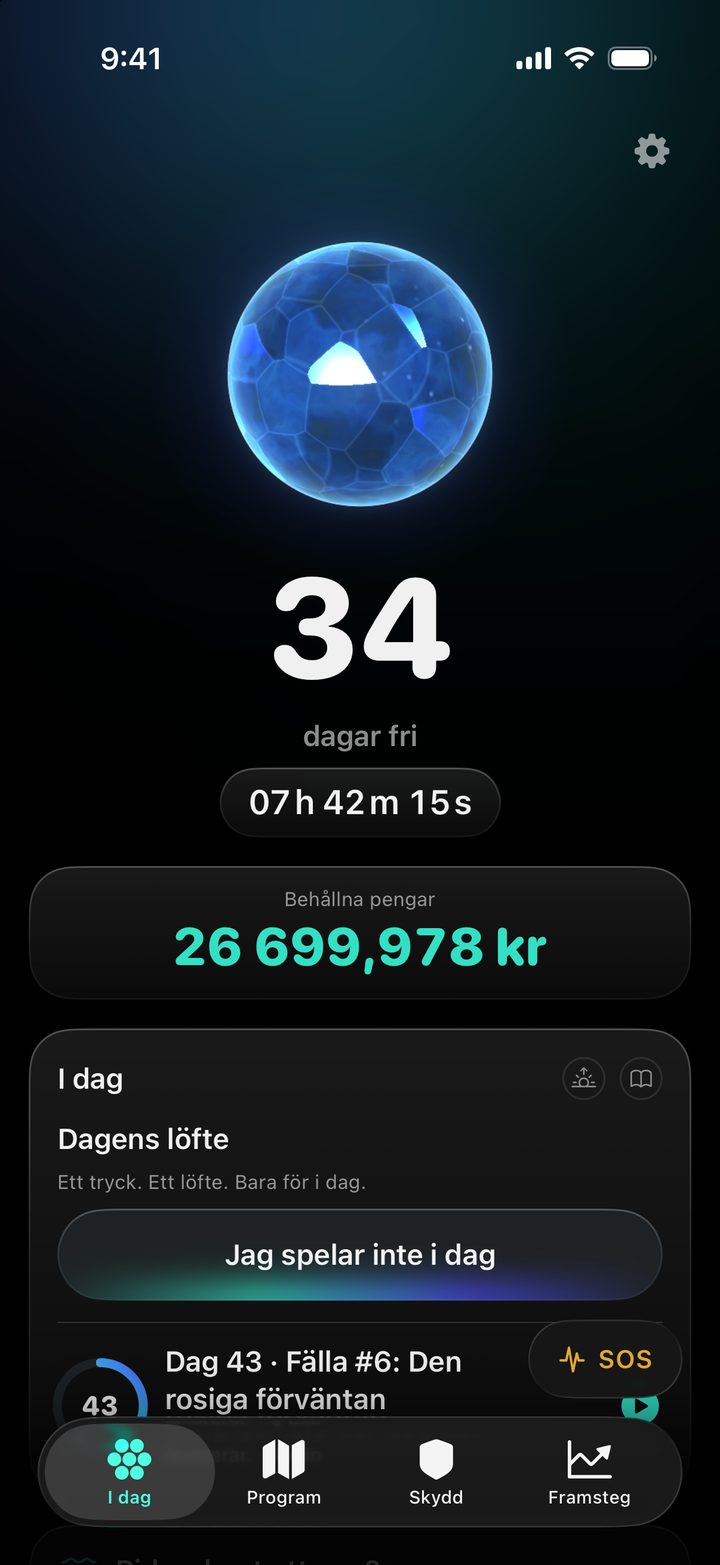 9:41
34
dagar fri
07h 42m 15s
Behållna pengar
26 699,978 kr
I dag
Dagens löfte
Ett tryck. Ett löfte. Bara för i dag.
Jag spelar inte i dag
Dag 43 · Fälla #6: Den
rosiga förväntan
43
SOS
I dag
Program
Skydd
Framsteg